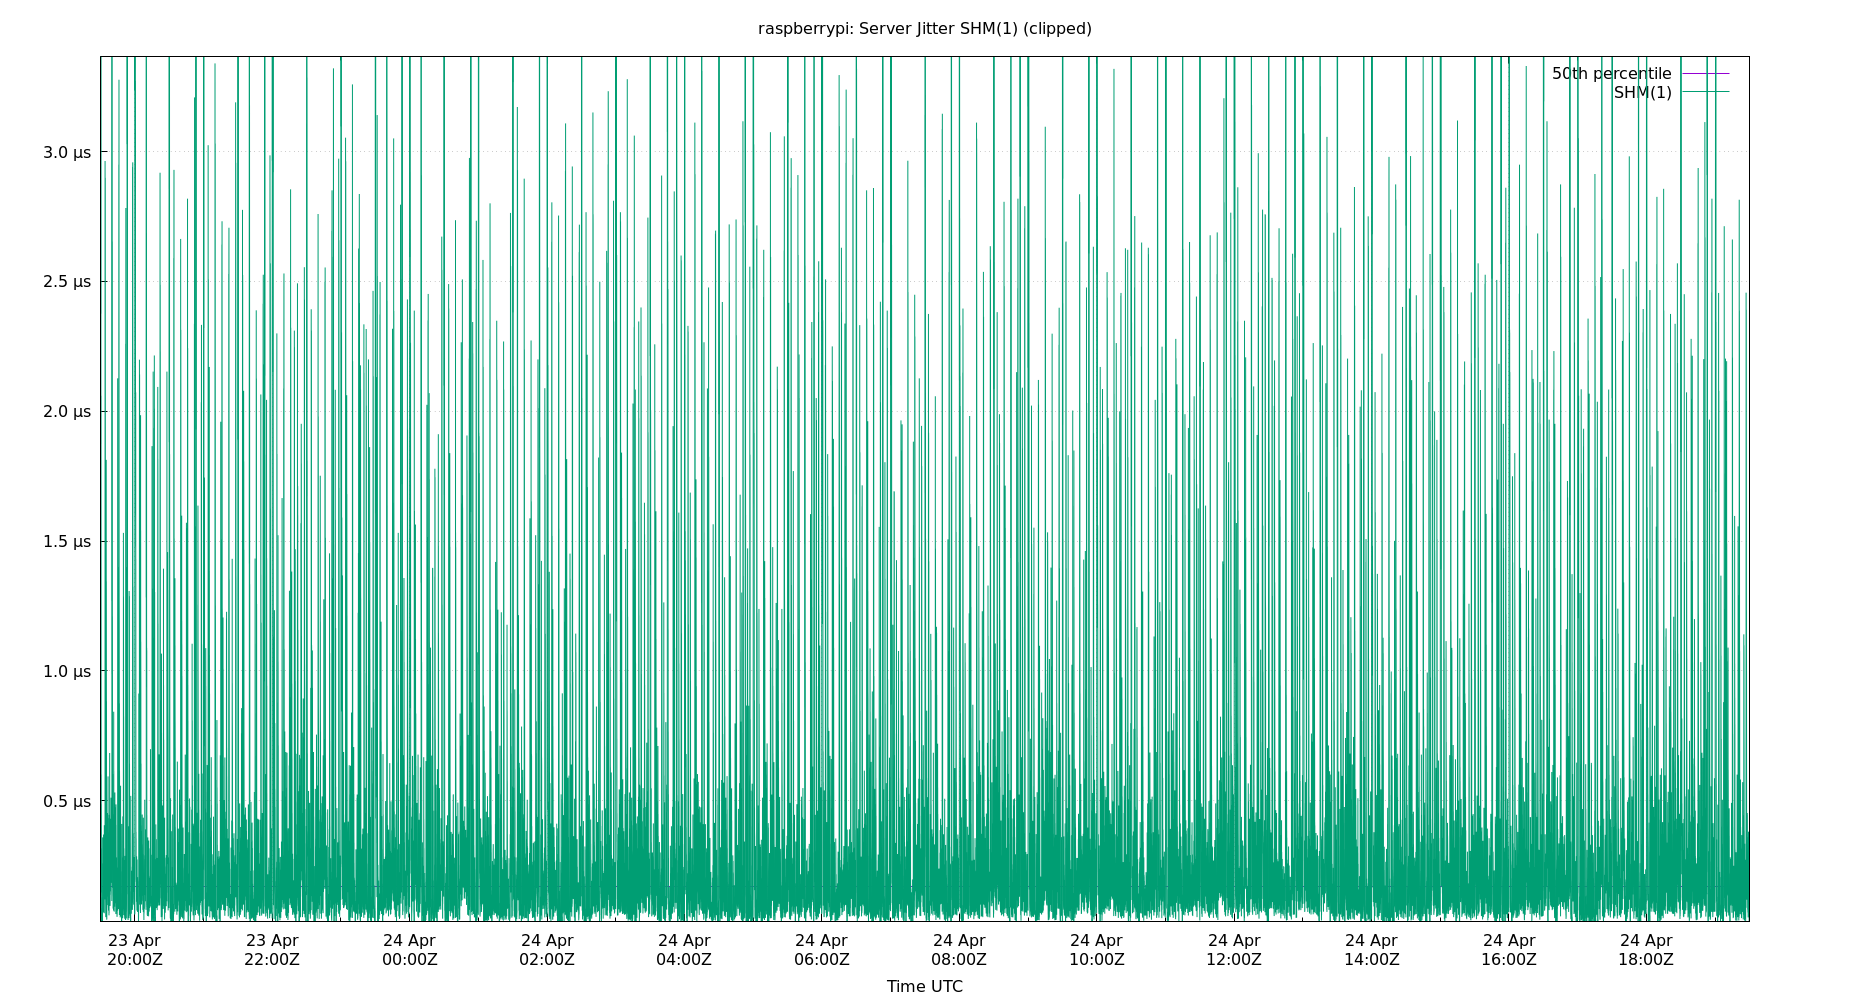 raspberrypi: Server Jitter SHM(1) (clipped)
50th percentile
SHM(1)
3.0 µs
2.5 µs
2.0 µs
1.5 µs
1.0 µs
0.5 µs
23 Apr 23 Apr 24 Apr 24 Apr 24 Apr 24 Apr 24 Apr 24 Apr 24 Apr 24 Apr 24 Apr 24 Apr
20:00Z 22:00Z 00:00Z 02:00Z 04:00Z 06:00Z 08:00Z 10:00Z 12:00Z 14:00Z 16:00Z 18:00Z
Time UTC